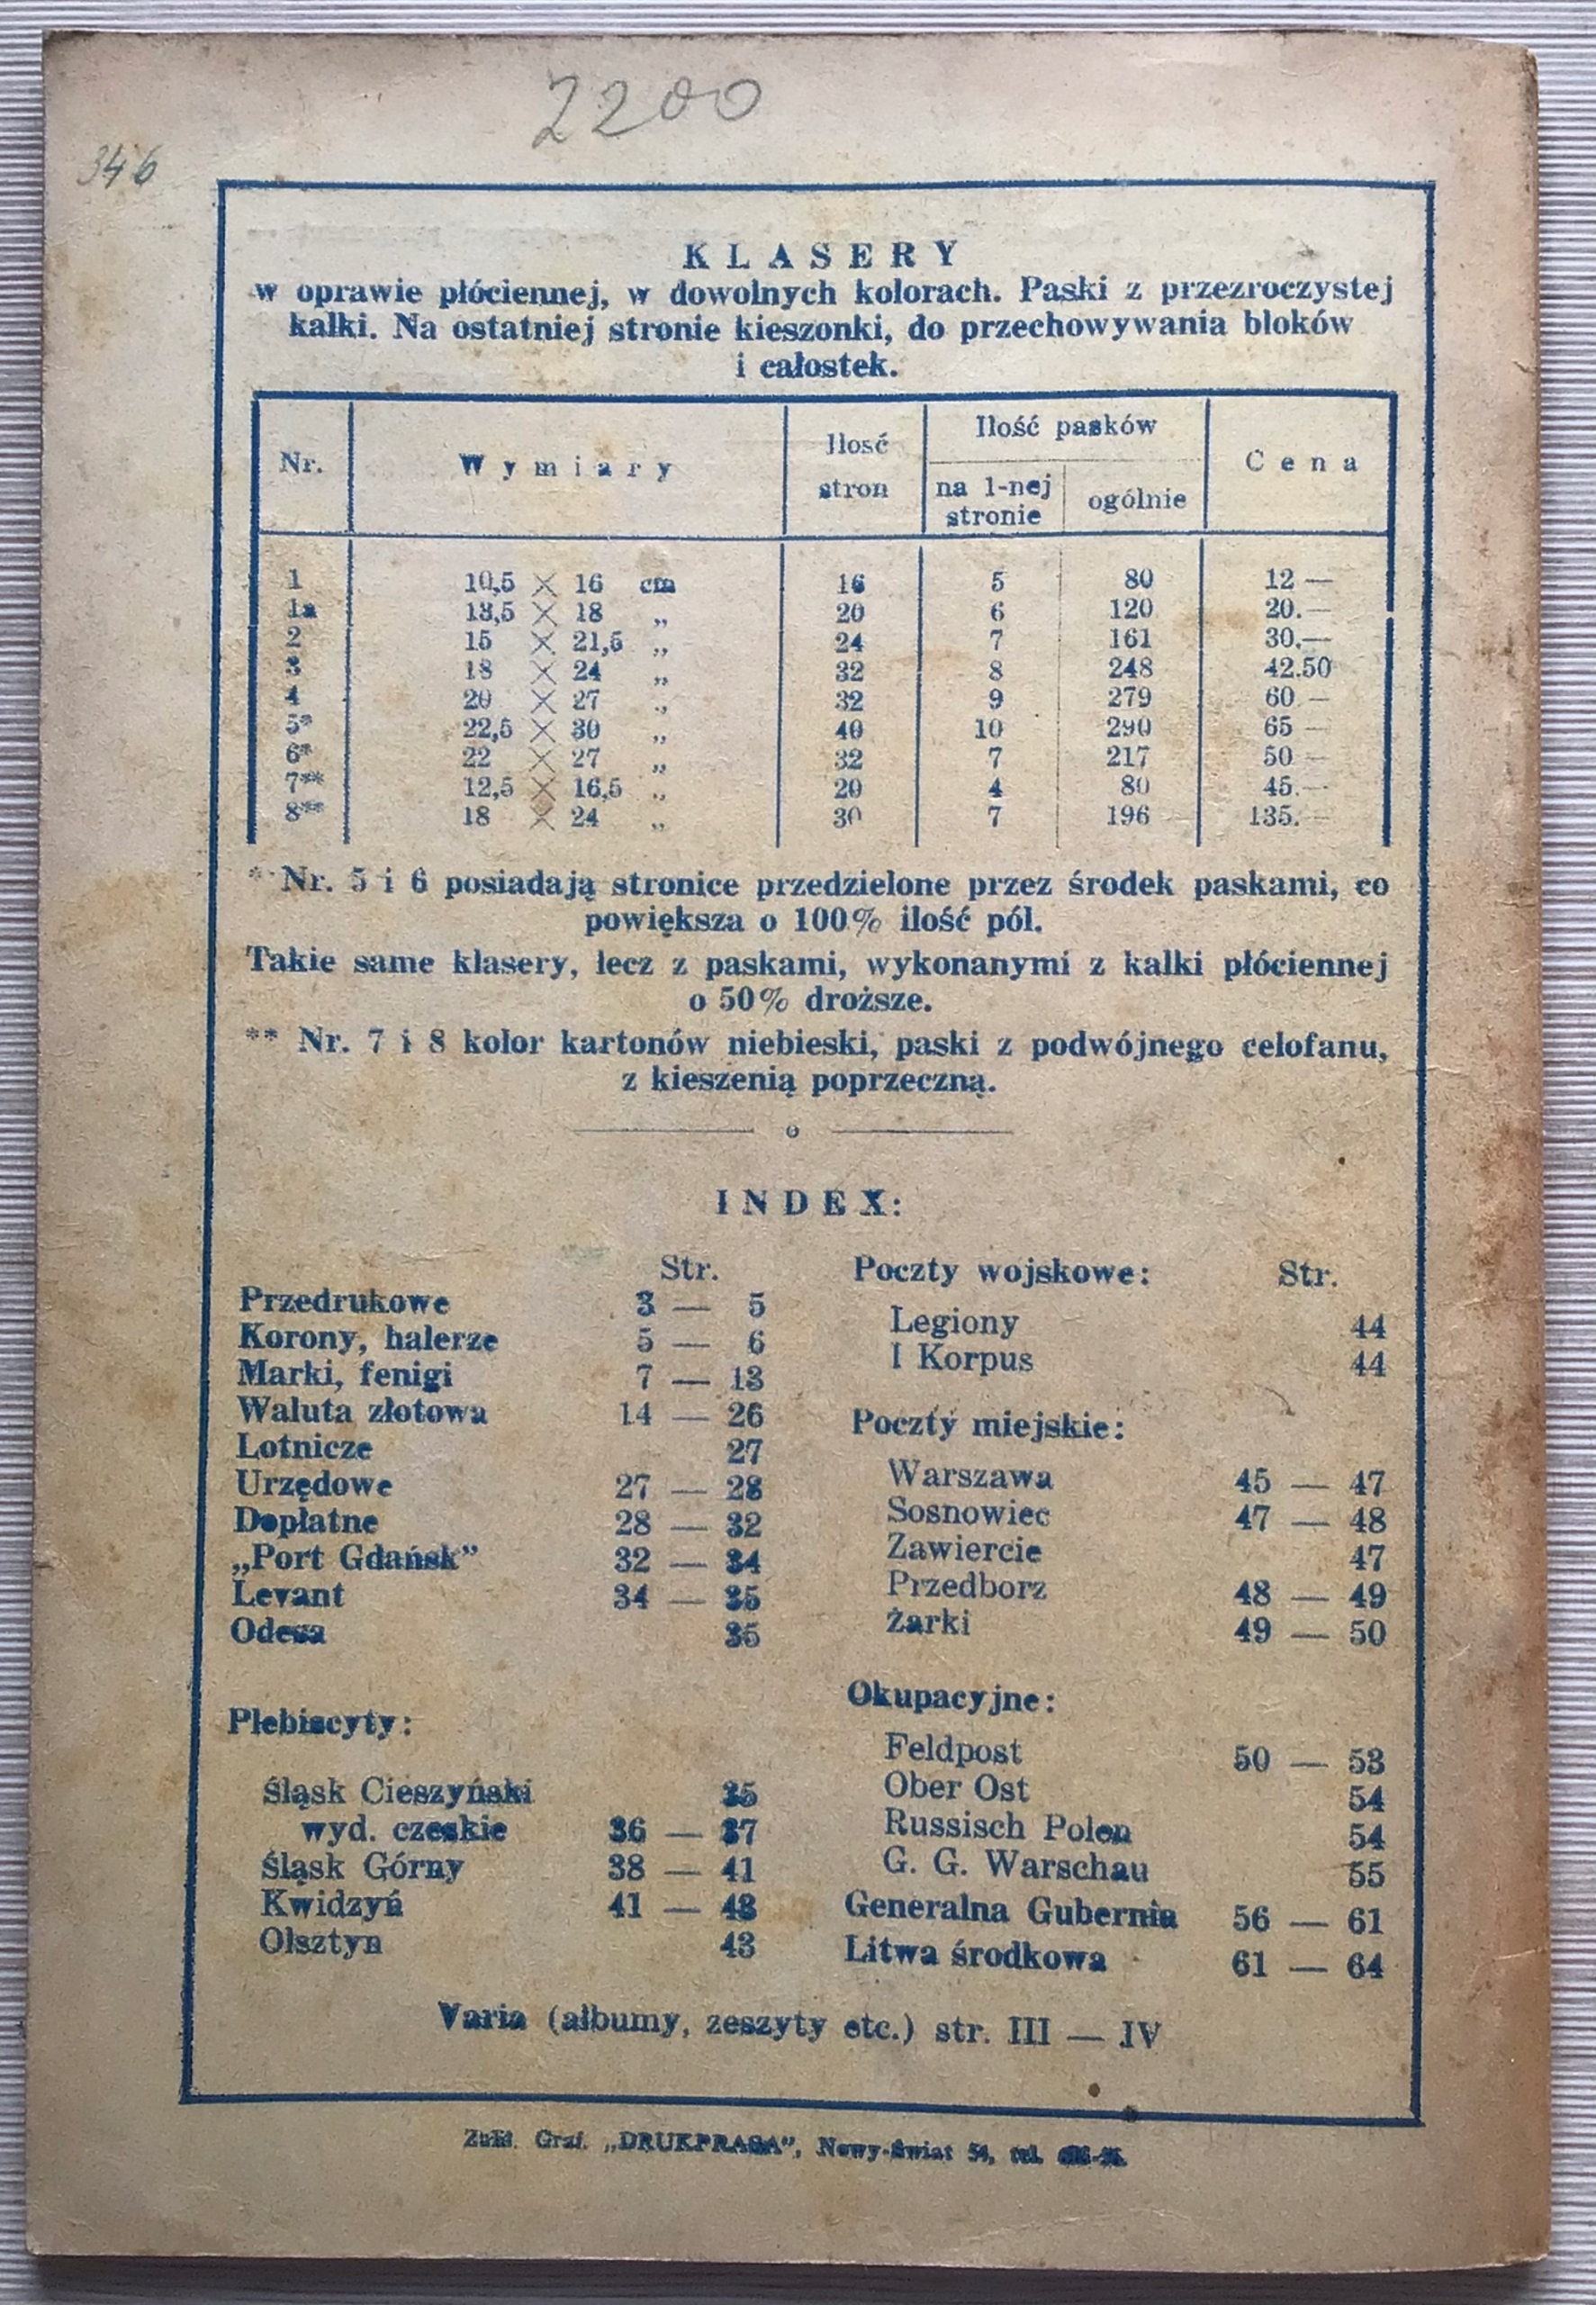 2200
346
KLASERY
w oprawie płóciennej, w dowolnych kolorach. Paski z przezroczystej
kalki. Na ostatniej stronie kieszonki, do przechowywania bloków
i całostek.
Nr. Wymiary Ilość stron Ilość pasków na 1-nej stronie ogólnie Cena
1 10,5 × 16 cm 16 5 80 12 —
1a 13,5 × 18 „ 20 6 120 20.—
2 15 × 21,5 „ 24 7 161 30.—
3 18 × 24 „ 32 8 248 42.50
4 20 × 27 „ 32 9 279 60 —
5* 22,5 × 30 „ 40 10 290 65 —
6* 22 × 27 „ 32 7 217 50 —
7** 12,5 × 16,5 „ 20 4 80 45.—
8** 18 × 24 „ 30 7 196 135.—
* Nr. 5 i 6 posiadają stronice przedzielone przez środek paskami, co
powiększa o 100% ilość pól.
Takie same klasery, lecz z paskami, wykonanymi z kalki płóciennej
o 50% droższe.
** Nr. 7 i 8 kolor kartonów niebieski, paski z podwójnego celofanu,
z kieszenią poprzeczną.
INDEX:
Str.
Przedrukowe 3 — 5
Korony, halerze 5 — 6
Marki, fenigi 7 — 13
Waluta złotowa 14 — 26
Lotnicze 27
Urzędowe 27 — 28
Dopłatne 28 — 32
„Port Gdańsk” 32 — 34
Levant 34 — 35
Odesa 35
Plebiscyty:
Śląsk Cieszyński 35
wyd. czeskie 36 — 37
Śląsk Górny 38 — 41
Kwidzyń 41 — 43
Olsztyn 43
Poczty wojskowe: Str.
Legiony 44
I Korpus 44
Poczty miejskie:
Warszawa 45 — 47
Sosnowiec 47 — 48
Zawiercie 47
Przedborz 48 — 49
Żarki 49 — 50
Okupacyjne:
Feldpost 50 — 53
Ober Ost 54
Russisch Polen 54
G. G. Warschau 55
Generalna Gubernia 56 — 61
Litwa środkowa 61 — 64
Varia (albumy, zeszyty etc.) str. III — IV
Zakł. Graf. „DRUKPRASA”, Nowy-Świat 54, tel.